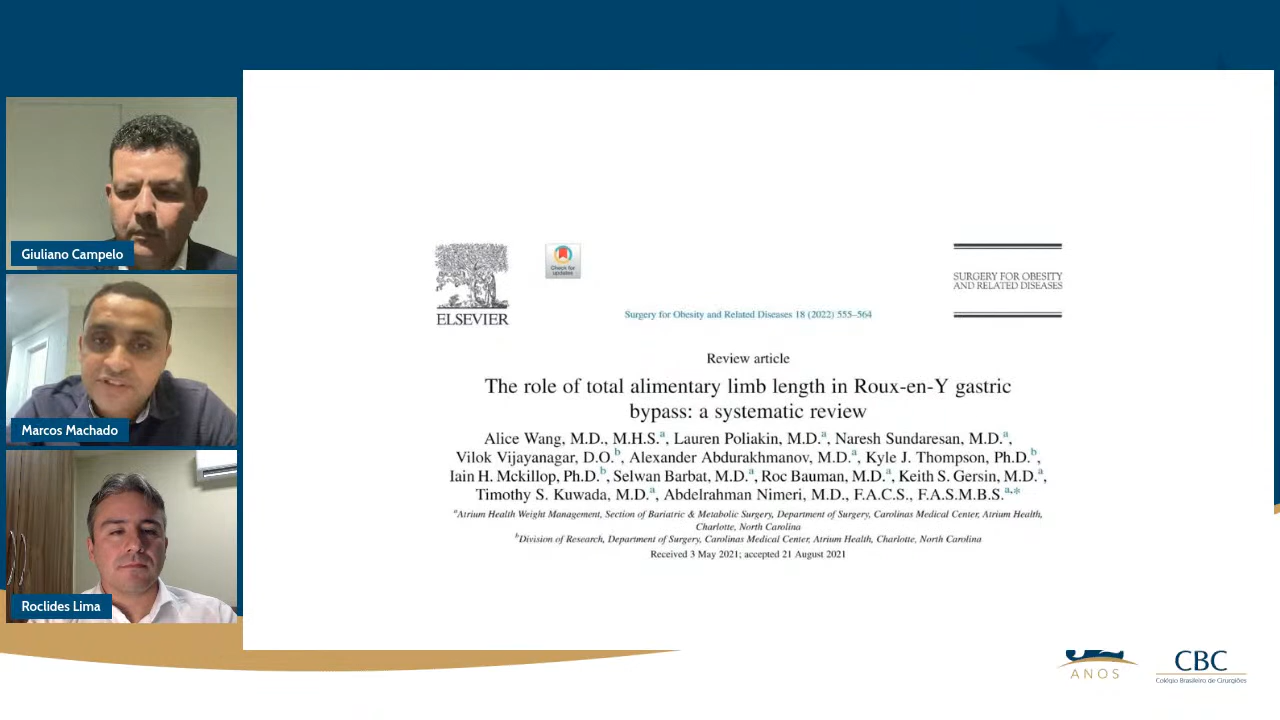 Giuliano Campelo
Marcos Machado
Roclides Lima
ELSEVIER
Check for
updates
SURGERY FOR OBESITY
AND RELATED DISEASES
Surgery for Obesity and Related Diseases 18 (2022) 555–564
Review article
The role of total alimentary limb length in Roux-en-Y gastric
bypass: a systematic review
Alice Wang, M.D., M.H.S.a, Lauren Poliakin, M.D.a, Naresh Sundaresan, M.D.a,
Vilok Vijayanagar, D.O.b, Alexander Abdurakhmanov, M.D.a, Kyle J. Thompson, Ph.D.b,
Iain H. Mckillop, Ph.D.b, Selwan Barbat, M.D.a, Roc Bauman, M.D.a, Keith S. Gersin, M.D.a,
Timothy S. Kuwada, M.D.a, Abdelrahman Nimeri, M.D., F.A.C.S., F.A.S.M.B.S.a,*
aAtrium Health Weight Management, Section of Bariatric & Metabolic Surgery, Department of Surgery, Carolinas Medical Center, Atrium Health,
Charlotte, North Carolina
bDivision of Research, Department of Surgery, Carolinas Medical Center, Atrium Health, Charlotte, North Carolina
Received 3 May 2021; accepted 21 August 2021
ANOS
CBC
Colégio Brasileiro de Cirurgiões